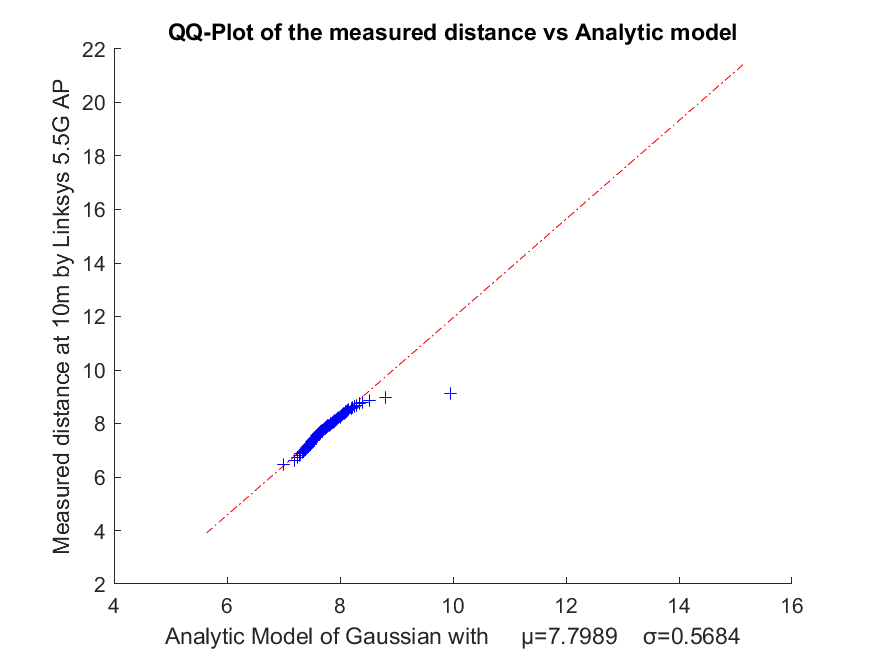 QQ-Plot of the measured distance vs Analytic model
22
20
18
16
14
12
10
8
6
4
2
Measured distance at 10m by Linksys 5.5G AP
4 6 8 10 12 14 16
Analytic Model of Gaussian with μ=7.7989 σ=0.5684